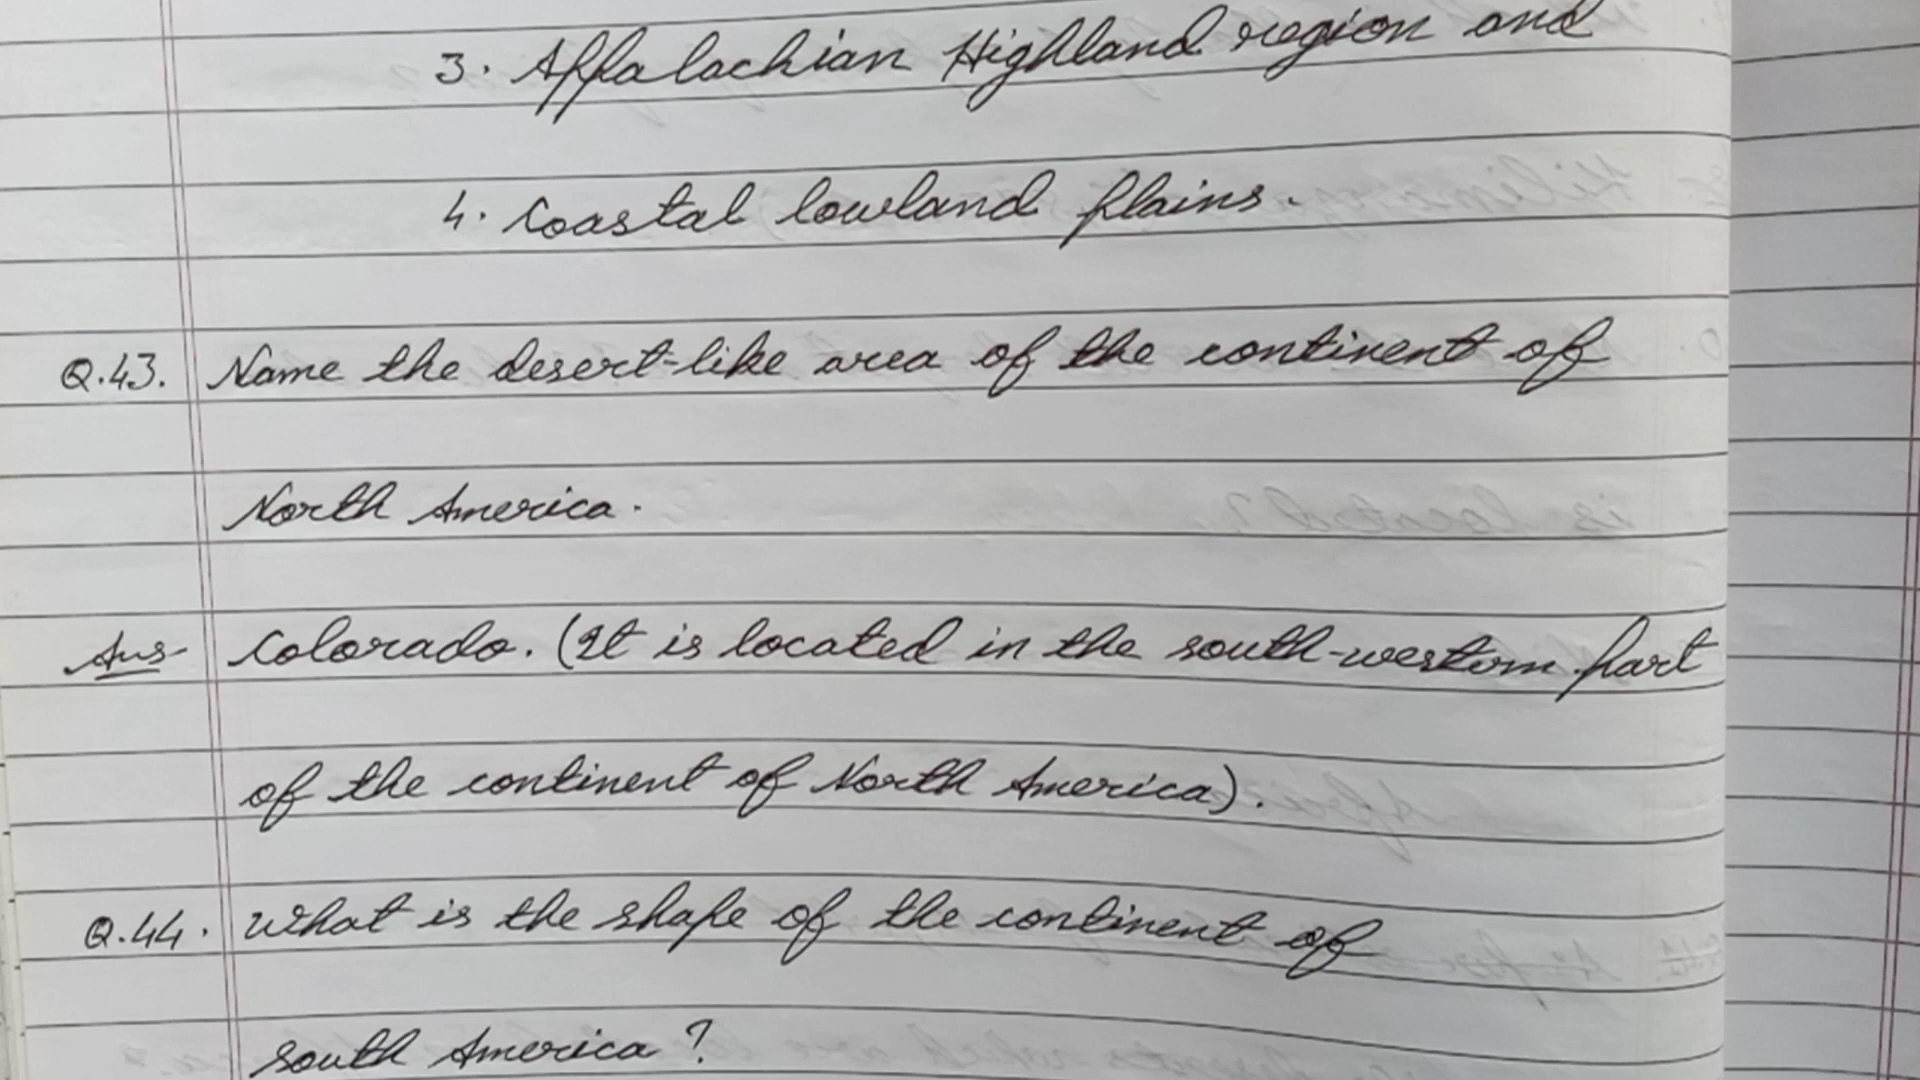 3. Appalachian Highland region and
4. Coastal lowland plains.
Q.43. Name the desert-like area of the continent of
North America.
Ans- Colorado. (It is located in the south-western part
of the continent of North America).
Q.44. What is the shape of the continent of
South America?